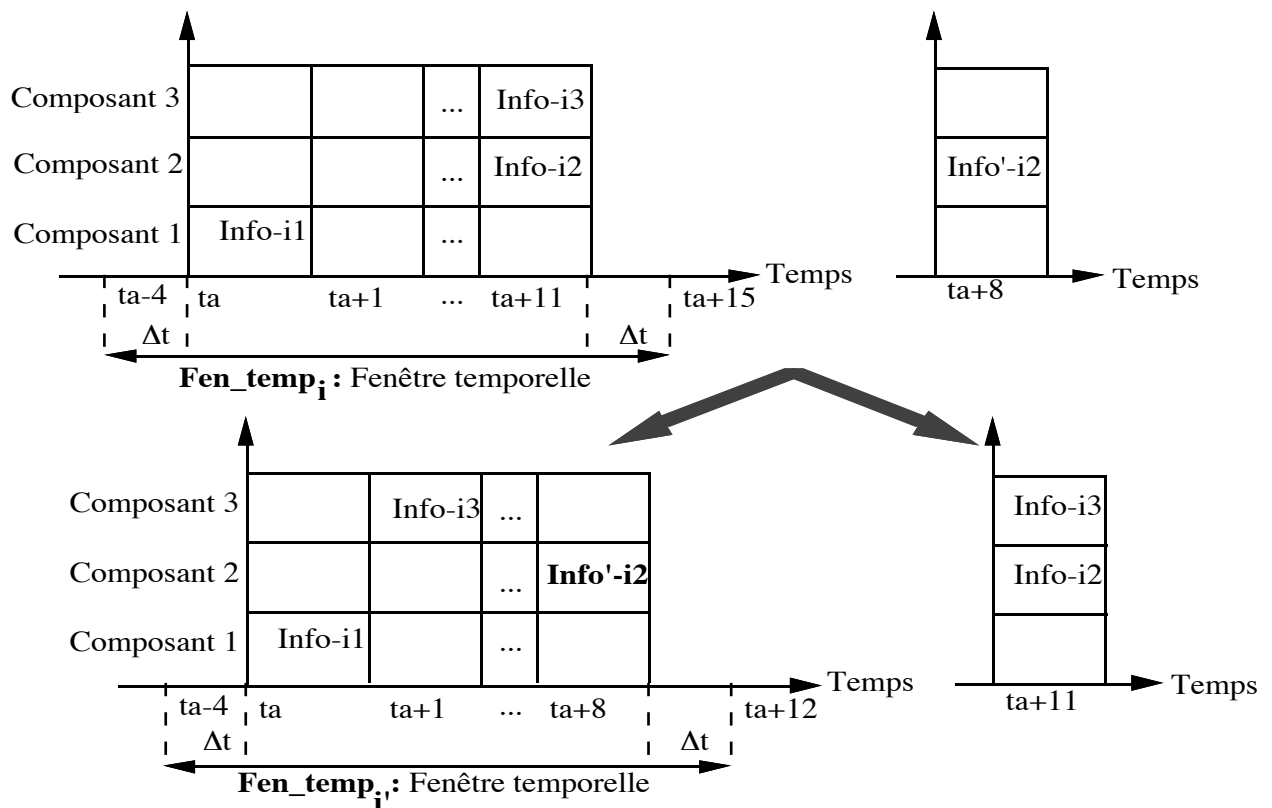 Composant 3 ... Info-i3
Composant 2 ... Info-i2 Info'-i2
Composant 1 Info-i1 ...
Temps Temps
ta-4 ta ta+1 ... ta+11 ta+15 ta+8
Δt Δt
Fen_temp_i : Fenêtre temporelle
Composant 3 Info-i3 ... Info-i3
Composant 2 ... Info'-i2 Info-i2
Composant 1 Info-i1 ...
Temps Temps
ta-4 ta ta+1 ... ta+8 ta+12 ta+11
Δt Δt
Fen_temp_i': Fenêtre temporelle